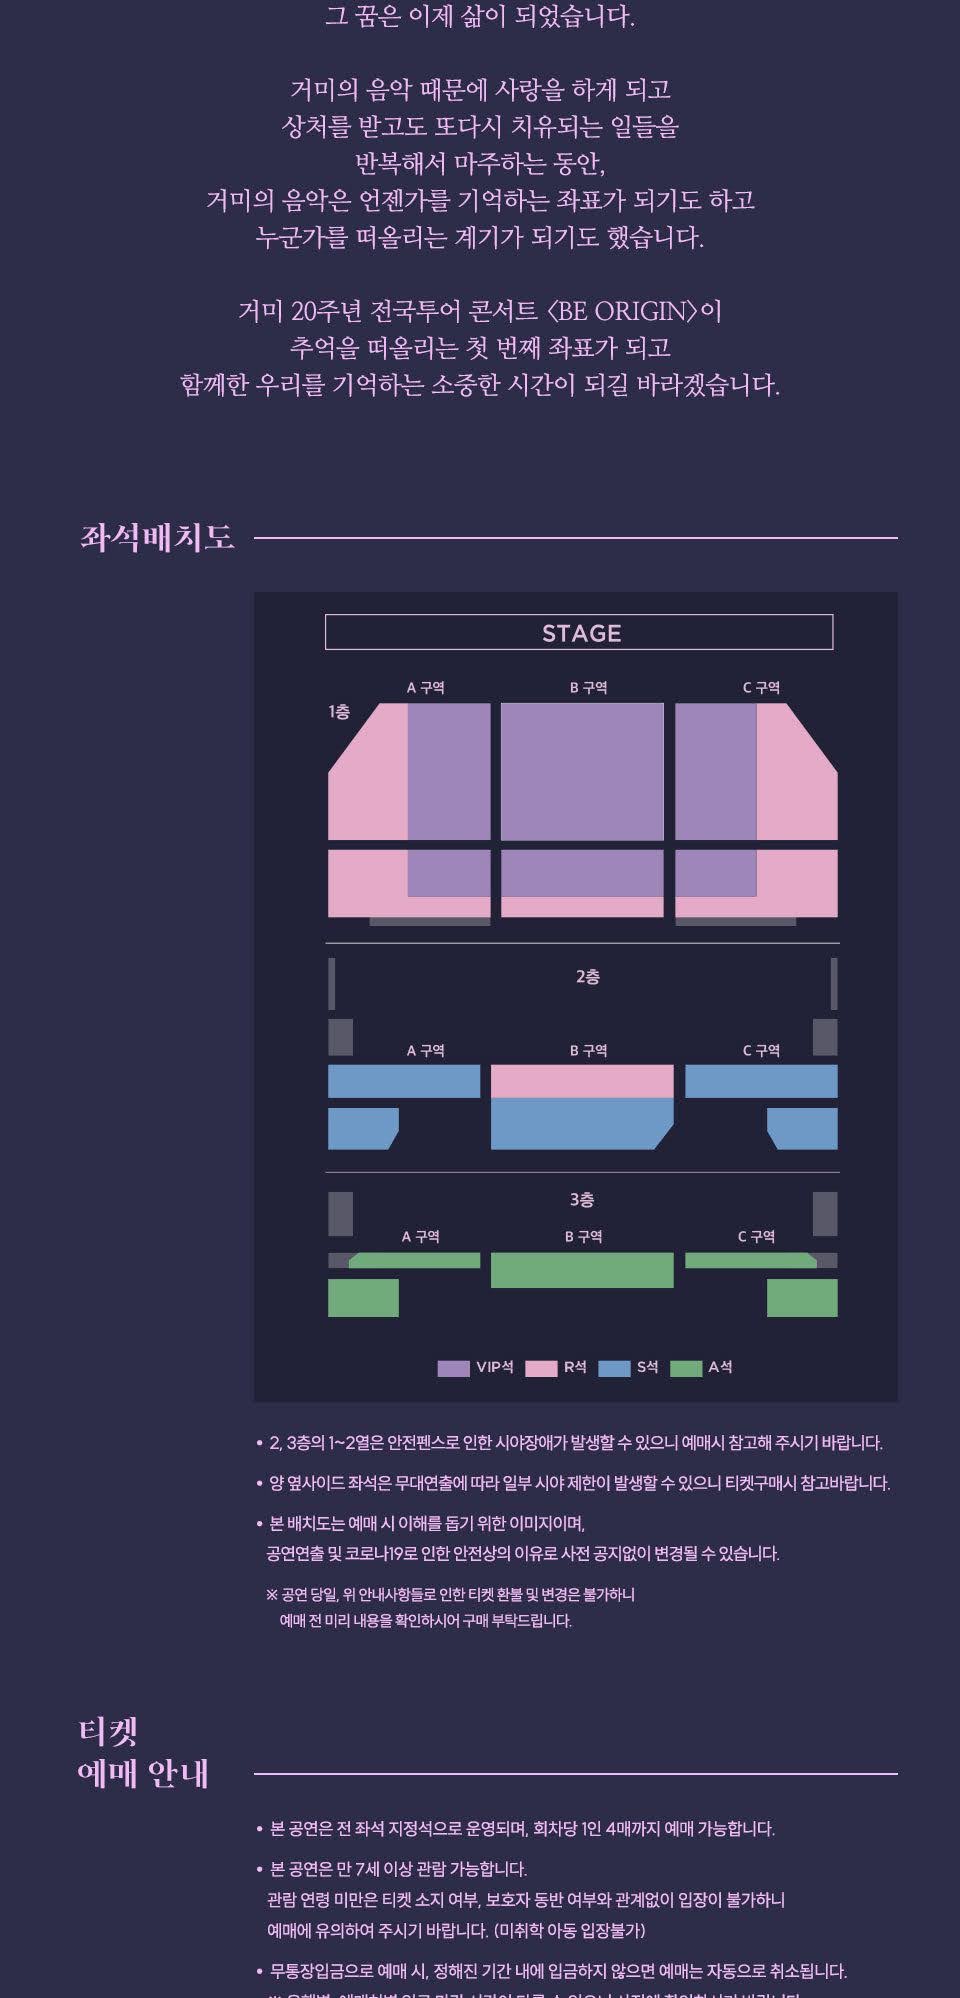 그 꿈은 이제 삶이 되었습니다.
거미의 음악 때문에 사랑을 하게 되고
상처를 받고도 또다시 치유되는 일들을
반복해서 마주하는 동안,
거미의 음악은 언젠가를 기억하는 좌표가 되기도 하고
누군가를 떠올리는 계기가 되기도 했습니다.
거미 20주년 전국투어 콘서트 〈BE ORIGIN〉이
추억을 떠올리는 첫 번째 좌표가 되고
함께한 우리를 기억하는 소중한 시간이 되길 바라겠습니다.
좌석배치도
STAGE
A 구역 B 구역 C 구역
1층
2층
A 구역 B 구역 C 구역
3층
A 구역 B 구역 C 구역
VIP석 R석 S석 A석
• 2, 3층의 1~2열은 안전펜스로 인한 시야장애가 발생할 수 있으니 예매시 참고해 주시기 바랍니다.
• 양 옆사이드 좌석은 무대연출에 따라 일부 시야 제한이 발생할 수 있으니 티켓구매시 참고바랍니다.
• 본 배치도는 예매 시 이해를 돕기 위한 이미지이며,
공연연출 및 코로나19로 인한 안전상의 이유로 사전 공지없이 변경될 수 있습니다.
※ 공연 당일, 위 안내사항들로 인한 티켓 환불 및 변경은 불가하니
예매 전 미리 내용을 확인하시어 구매 부탁드립니다.
티켓
예매 안내
• 본 공연은 전 좌석 지정석으로 운영되며, 회차당 1인 4매까지 예매 가능합니다.
• 본 공연은 만 7세 이상 관람 가능합니다.
관람 연령 미만은 티켓 소지 여부, 보호자 동반 여부와 관계없이 입장이 불가하니
예매에 유의하여 주시기 바랍니다. (미취학 아동 입장불가)
• 무통장입금으로 예매 시, 정해진 기간 내에 입금하지 않으면 예매는 자동으로 취소됩니다.